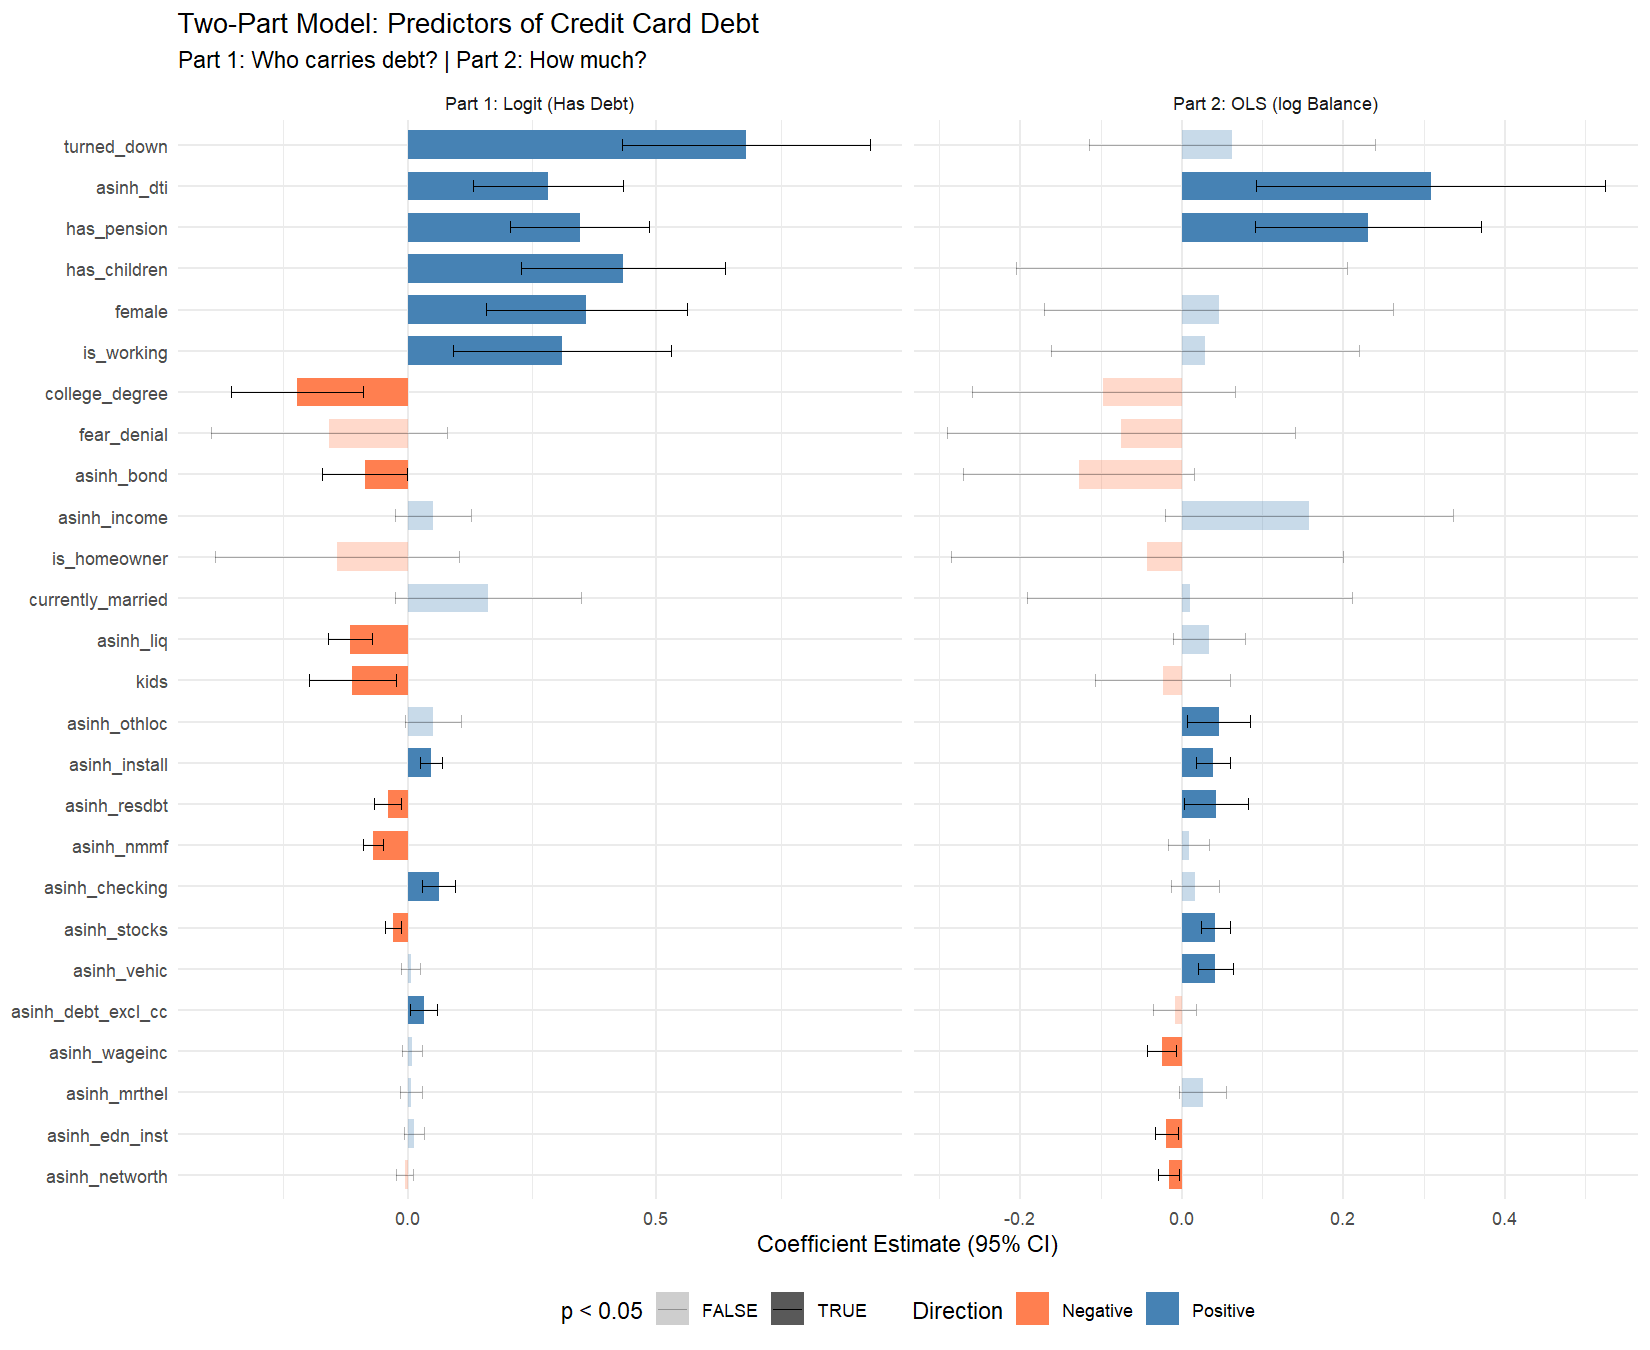 Two-Part Model: Predictors of Credit Card Debt
Part 1: Who carries debt? | Part 2: How much?
Part 1: Logit (Has Debt)
Part 2: OLS (log Balance)
turned_down
asinh_dti
has_pension
has_children
female
is_working
college_degree
fear_denial
asinh_bond
asinh_income
is_homeowner
currently_married
asinh_liq
kids
asinh_othloc
asinh_install
asinh_resdbt
asinh_nmmf
asinh_checking
asinh_stocks
asinh_vehic
asinh_debt_excl_cc
asinh_wageinc
asinh_mrthel
asinh_edn_inst
asinh_networth
0.0 0.5
-0.2 0.0 0.2 0.4
Coefficient Estimate (95% CI)
p < 0.05 FALSE TRUE Direction Negative Positive